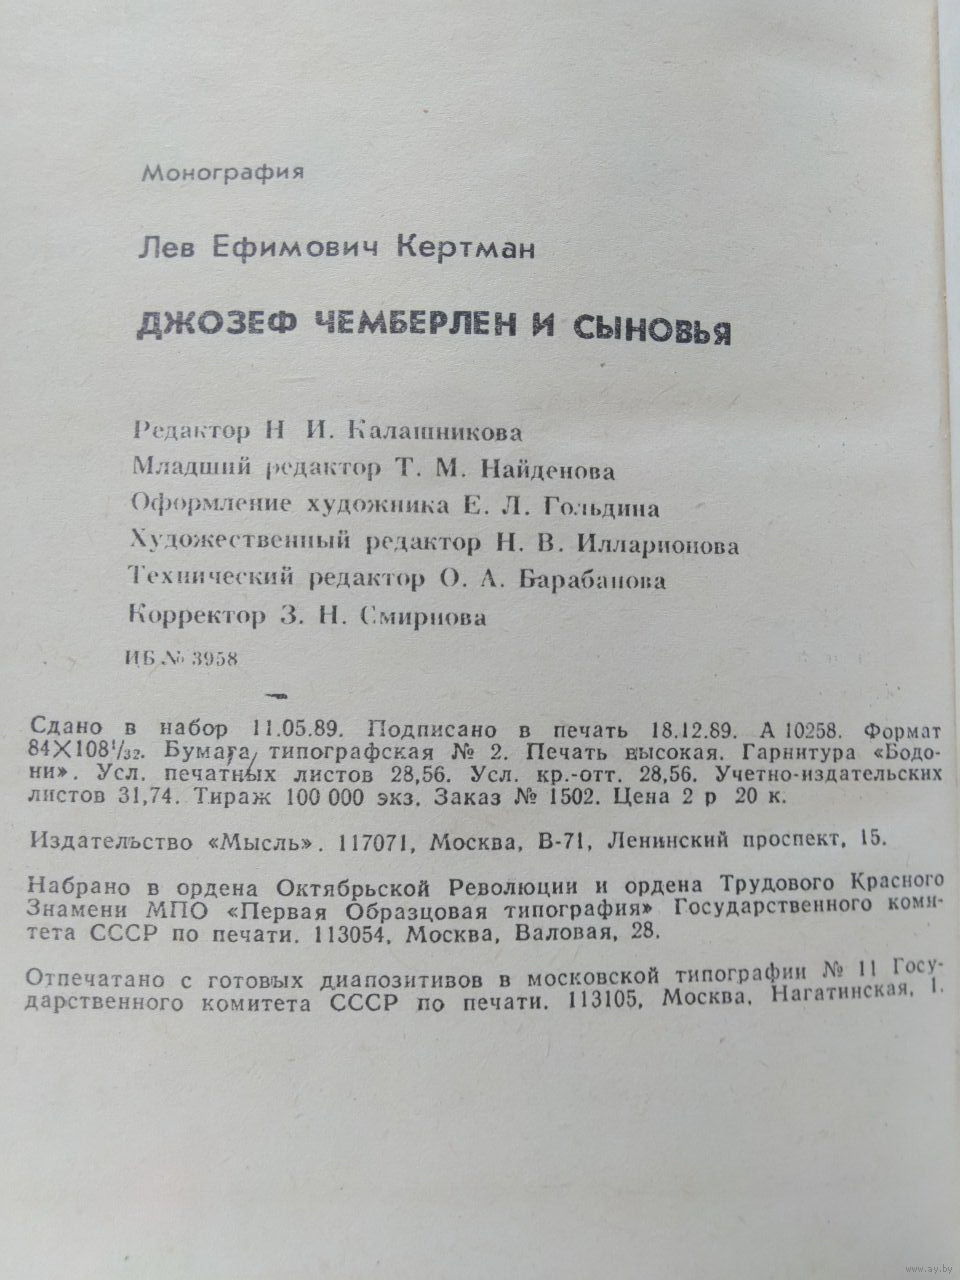 Монография
Лев Ефимович Кертман
ДЖОЗЕФ ЧЕМБЕРЛЕН И СЫНОВЬЯ
Редактор Н И. Калашникова
Младший редактор Т. М. Найденова
Оформление художника Е. Л. Гольдина
Художественный редактор Н. В. Илларионова
Технический редактор О. А. Барабанова
Корректор З. Н. Смирнова
ИБ № 3958
Сдано в набор 11.05.89. Подписано в печать 18.12.89. А 10258. Формат
84×108¹/₃₂. Бумага типографская № 2. Печать высокая. Гарнитура «Бодо-
ни». Усл. печатных листов 28,56. Усл. кр.-отт. 28,56. Учетно-издательских
листов 31,74. Тираж 100 000 экз. Заказ № 1502. Цена 2 р 20 к.
Издательство «Мысль». 117071, Москва, В-71, Ленинский проспект, 15.
Набрано в ордена Октябрьской Революции и ордена Трудового Красного
Знамени МПО «Первая Образцовая типография» Государственного коми-
тета СССР по печати. 113054, Москва, Валовая, 28.
Отпечатано с готовых диапозитивов в московской типографии № 11 Госу-
дарственного комитета СССР по печати. 113105, Москва, Нагатинская, 1.
www.ay.by